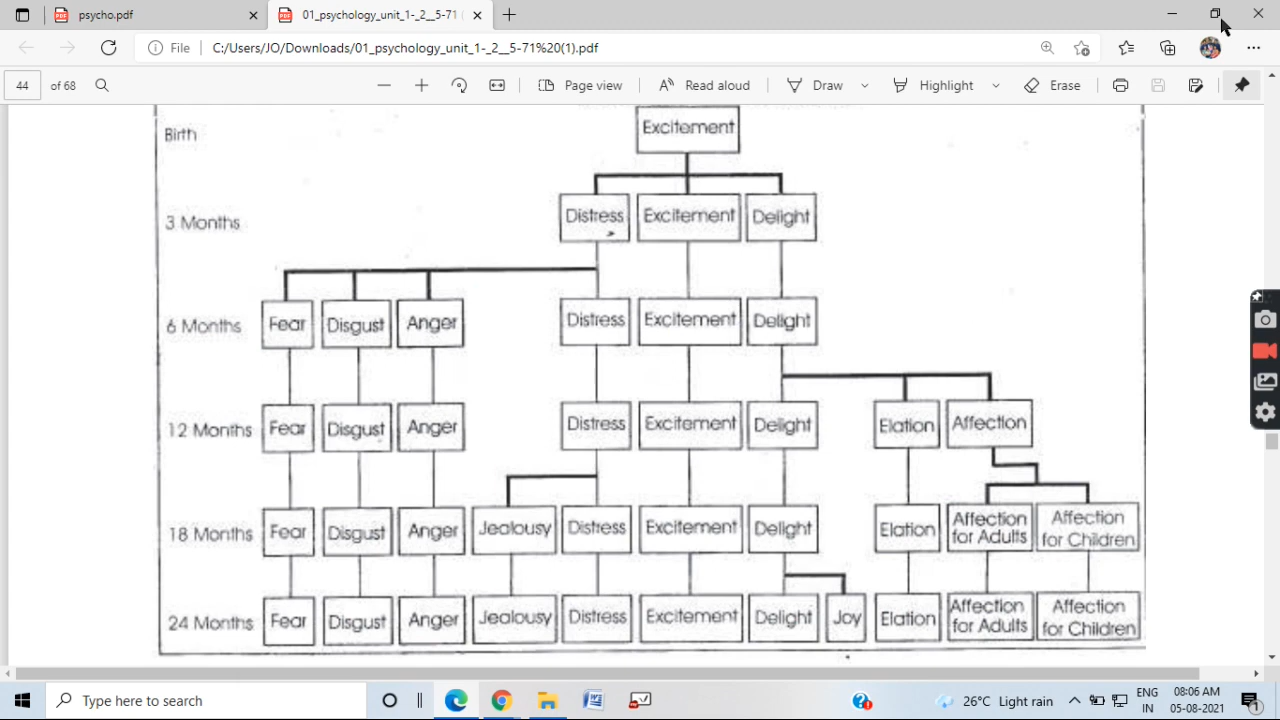 psycho.pdf
01_psychology_unit_1-_2__5-71
File
C:/Users/JO/Downloads/01_psychology_unit_1-_2__5-71%20(1).pdf
44 of 68
Page view
Read aloud
Draw
Highlight
Erase
Birth
Excitement
3 Months
Distress
Excitement
Delight
6 Months
Fear
Disgust
Anger
Distress
Excitement
Delight
12 Months
Fear
Disgust
Anger
Distress
Excitement
Delight
Elation
Affection
18 Months
Fear
Disgust
Anger
Jealousy
Distress
Excitement
Delight
Elation
Affection
for Adults
Affection
for Children
24 Months
Fear
Disgust
Anger
Jealousy
Distress
Excitement
Delight
Joy
Elation
Affection
for Adults
Affection
for Children
Type here to search
26°C Light rain
ENG
IN
08:06 AM
05-08-2021
1